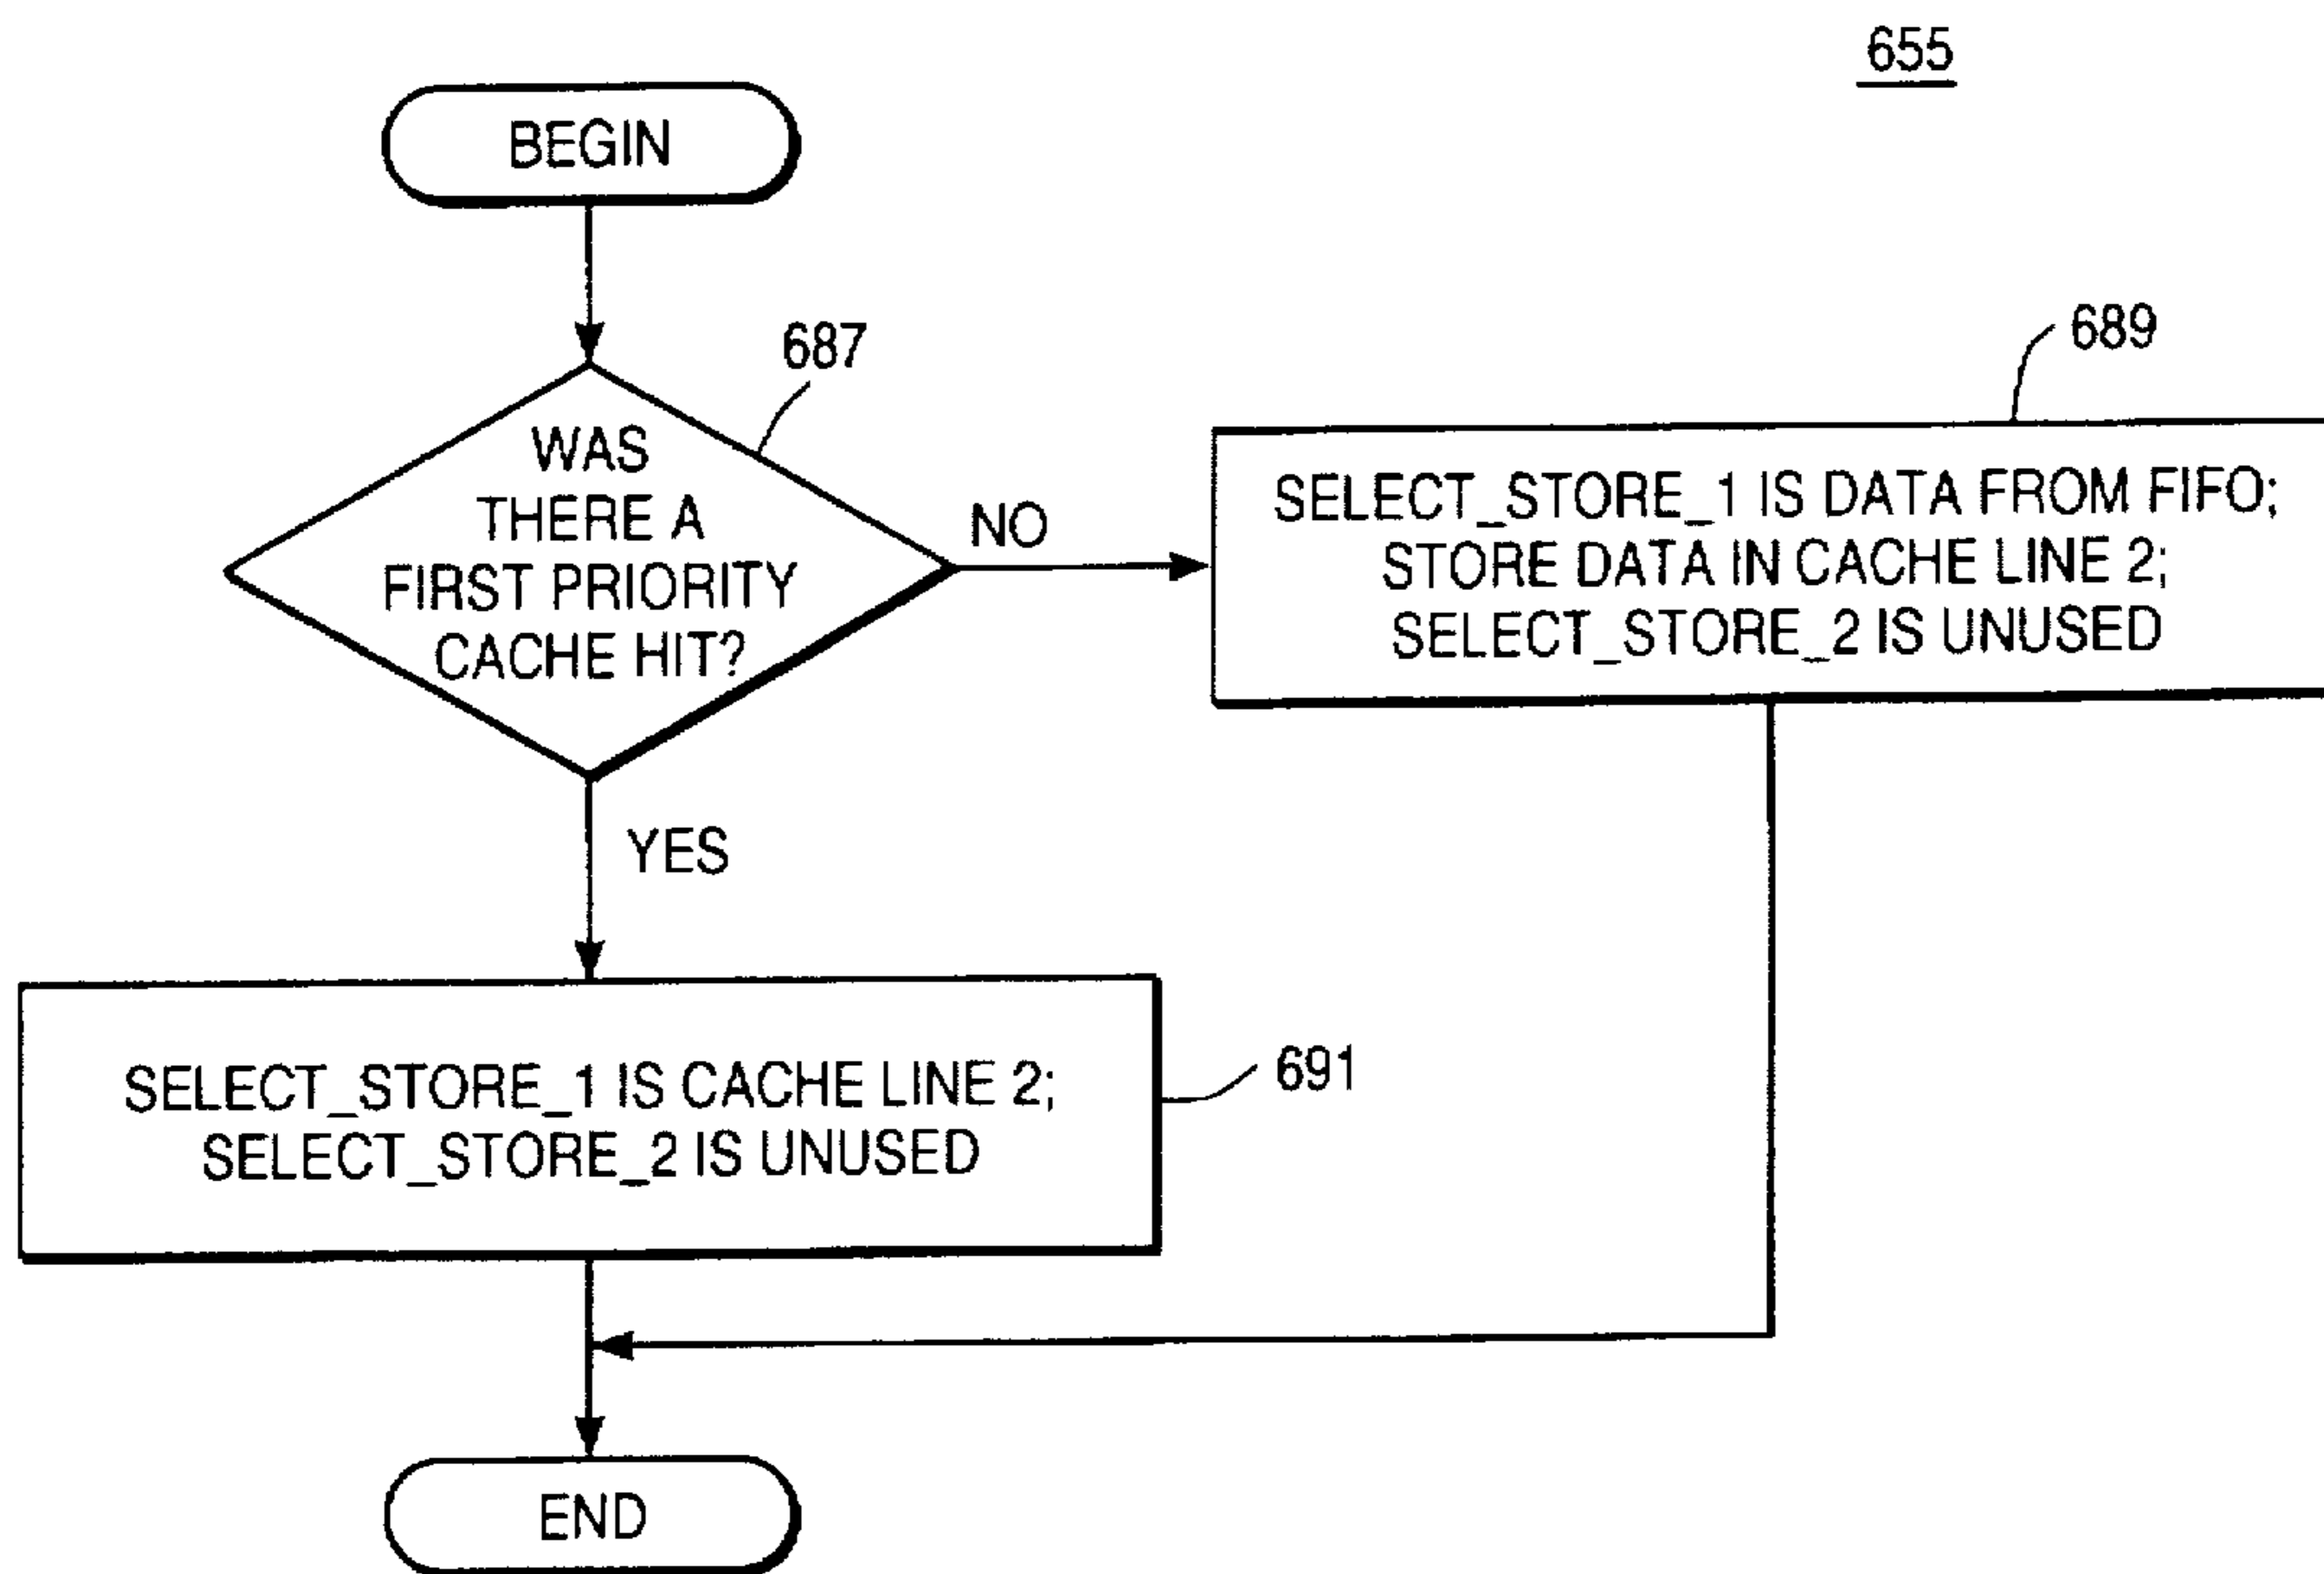 655
BEGIN
687
WAS
THERE A
FIRST PRIORITY
CACHE HIT?
NO
689
SELECT_STORE_1 IS DATA FROM FIFO;
STORE DATA IN CACHE LINE 2;
SELECT_STORE_2 IS UNUSED
YES
SELECT_STORE_1 IS CACHE LINE 2;
SELECT_STORE_2 IS UNUSED
691
END